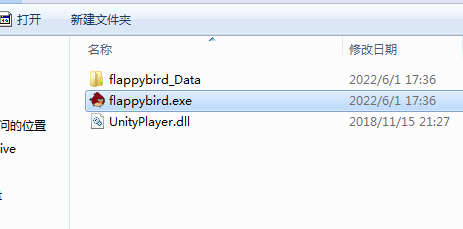 打开 新建文件夹
名称 修改日期
flappybird_Data 2022/6/1 17:36
flappybird.exe 2022/6/1 17:36
UnityPlayer.dll 2018/11/15 21:27
问的位置
ive
t